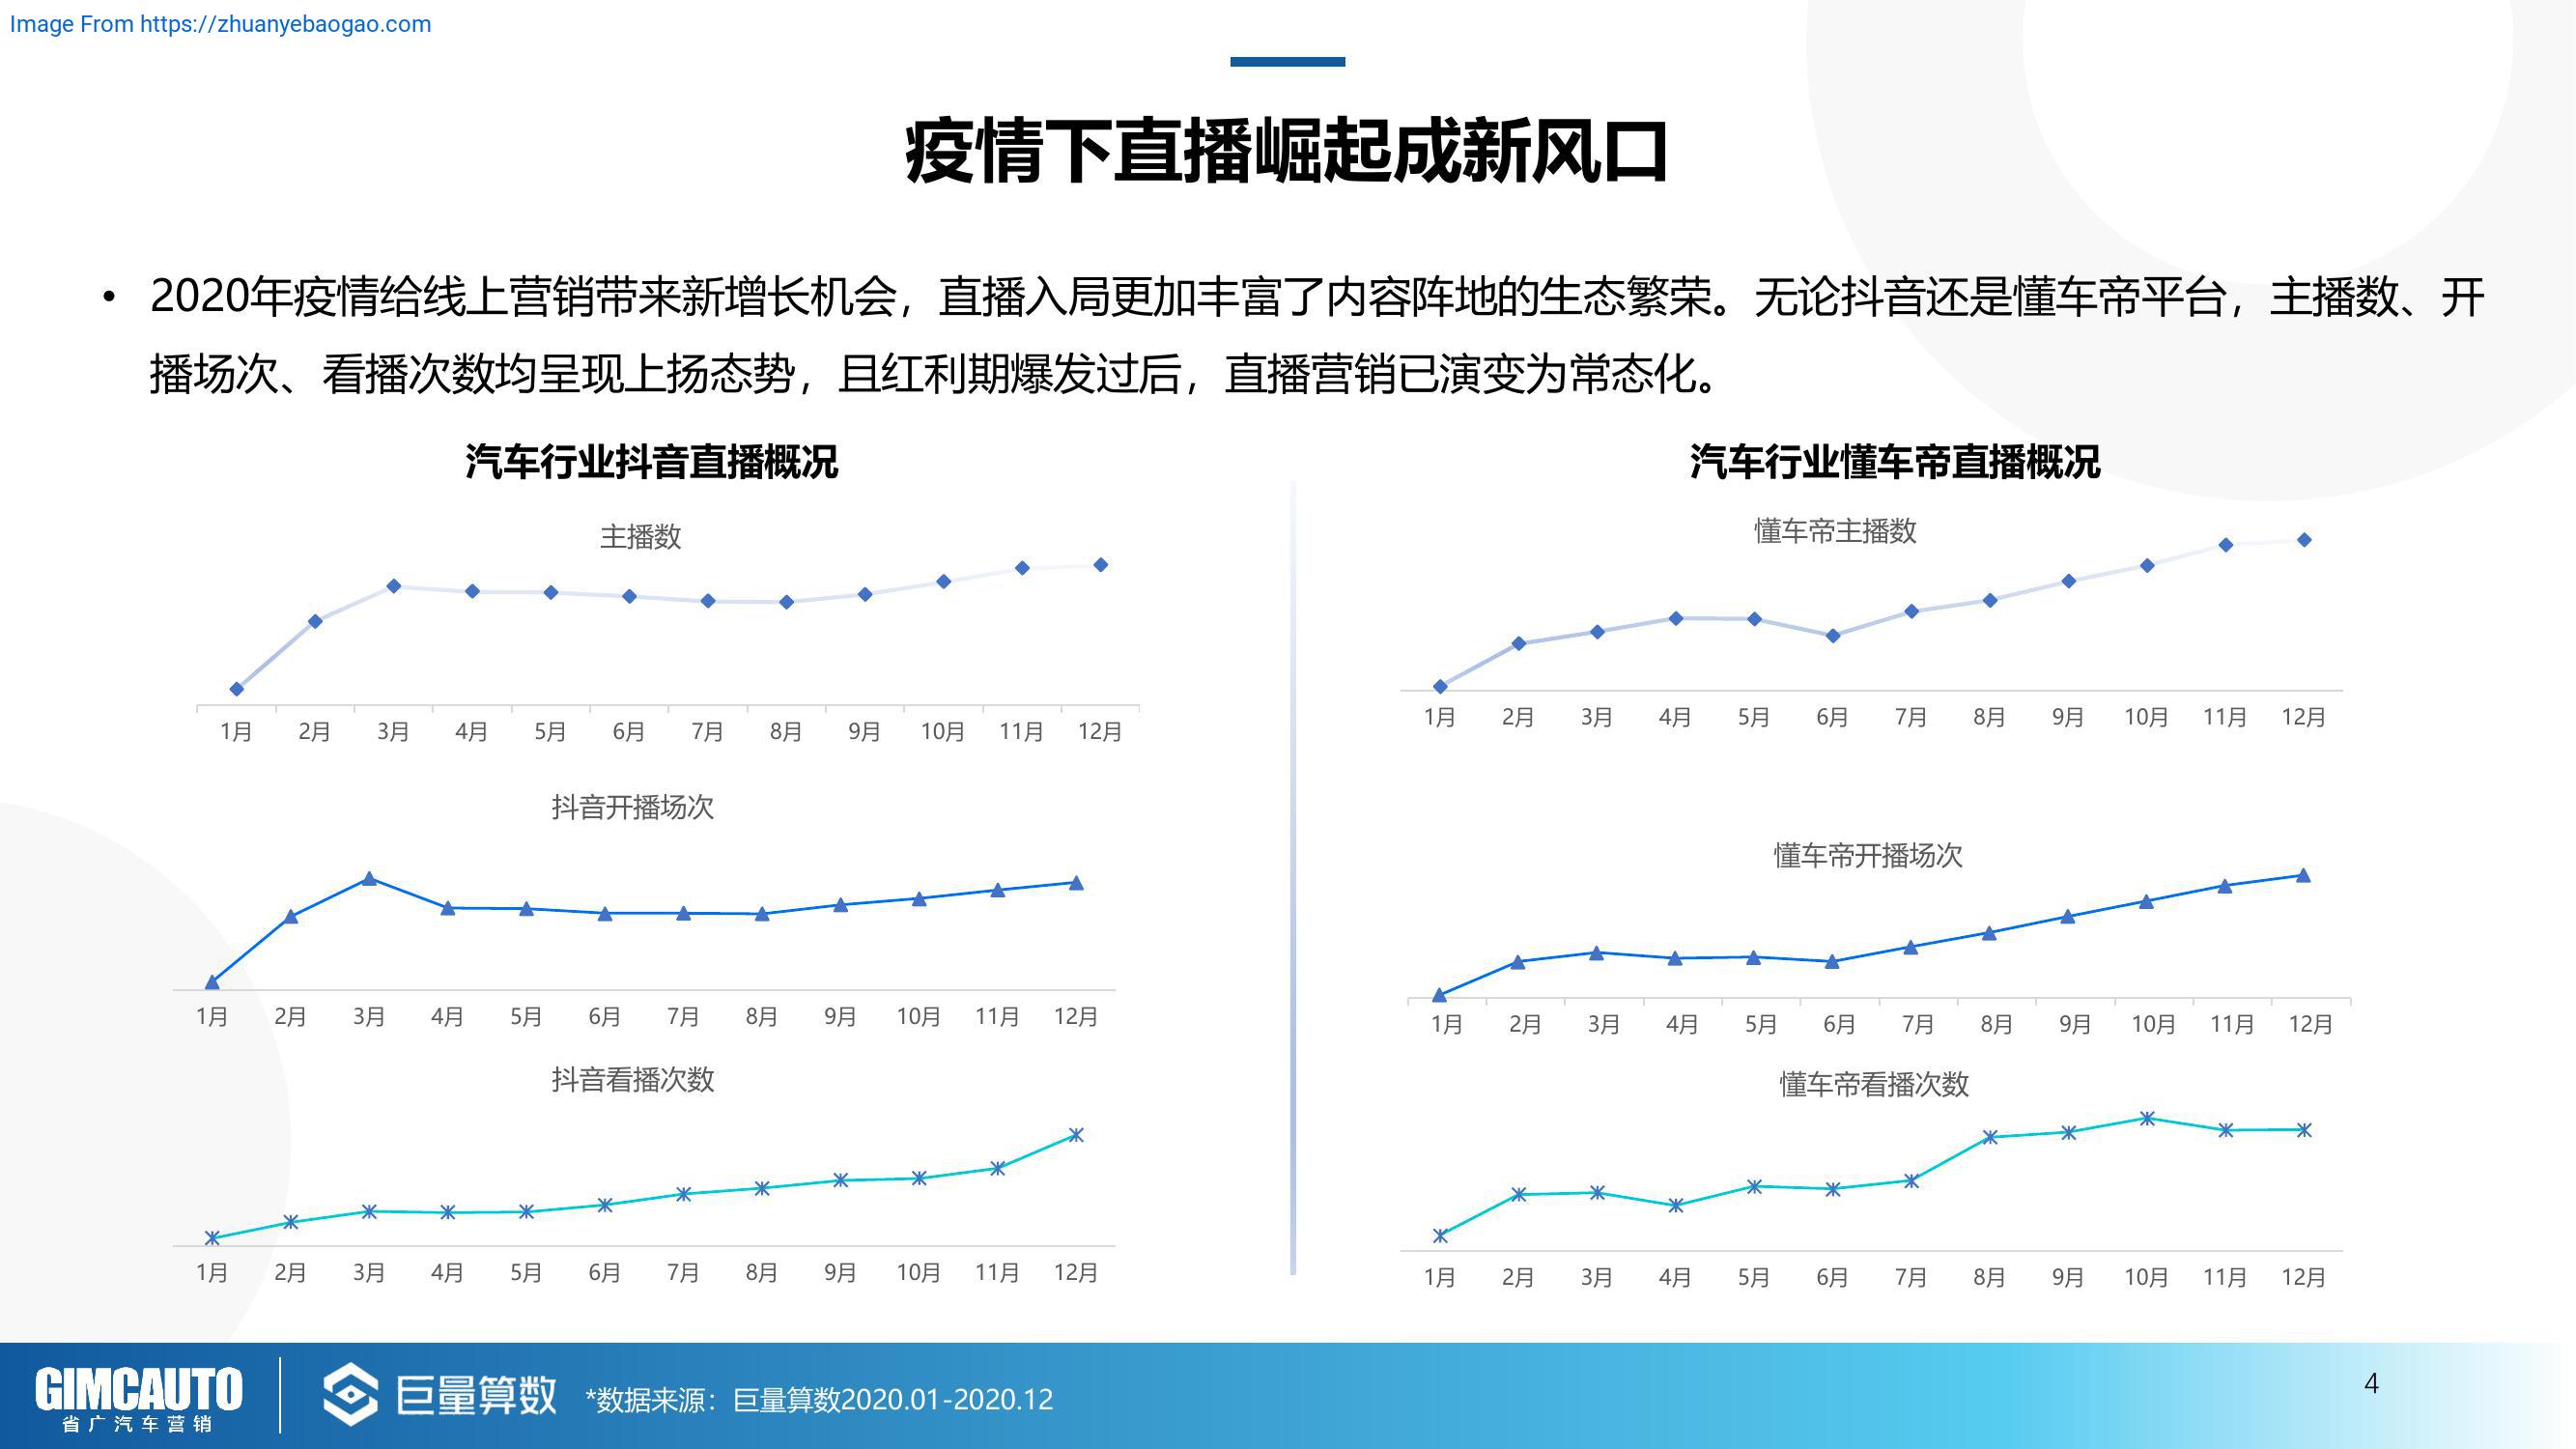 Image From https://zhuanyebaogao.com
疫情下直播崛起成新风口
• 2020年疫情给线上营销带来新增长机会，直播入局更加丰富了内容阵地的生态繁荣。无论抖音还是懂车帝平台，主播数、开
播场次、看播次数均呈现上扬态势，且红利期爆发过后，直播营销已演变为常态化。
汽车行业抖音直播概况
主播数
1月 2月 3月 4月 5月 6月 7月 8月 9月 10月 11月 12月
抖音开播场次
1月 2月 3月 4月 5月 6月 7月 8月 9月 10月 11月 12月
抖音看播次数
1月 2月 3月 4月 5月 6月 7月 8月 9月 10月 11月 12月
汽车行业懂车帝直播概况
懂车帝主播数
1月 2月 3月 4月 5月 6月 7月 8月 9月 10月 11月 12月
懂车帝开播场次
1月 2月 3月 4月 5月 6月 7月 8月 9月 10月 11月 12月
懂车帝看播次数
1月 2月 3月 4月 5月 6月 7月 8月 9月 10月 11月 12月
GIMCAUTO
省广汽车营销
巨量算数
*数据来源：巨量算数2020.01-2020.12
4